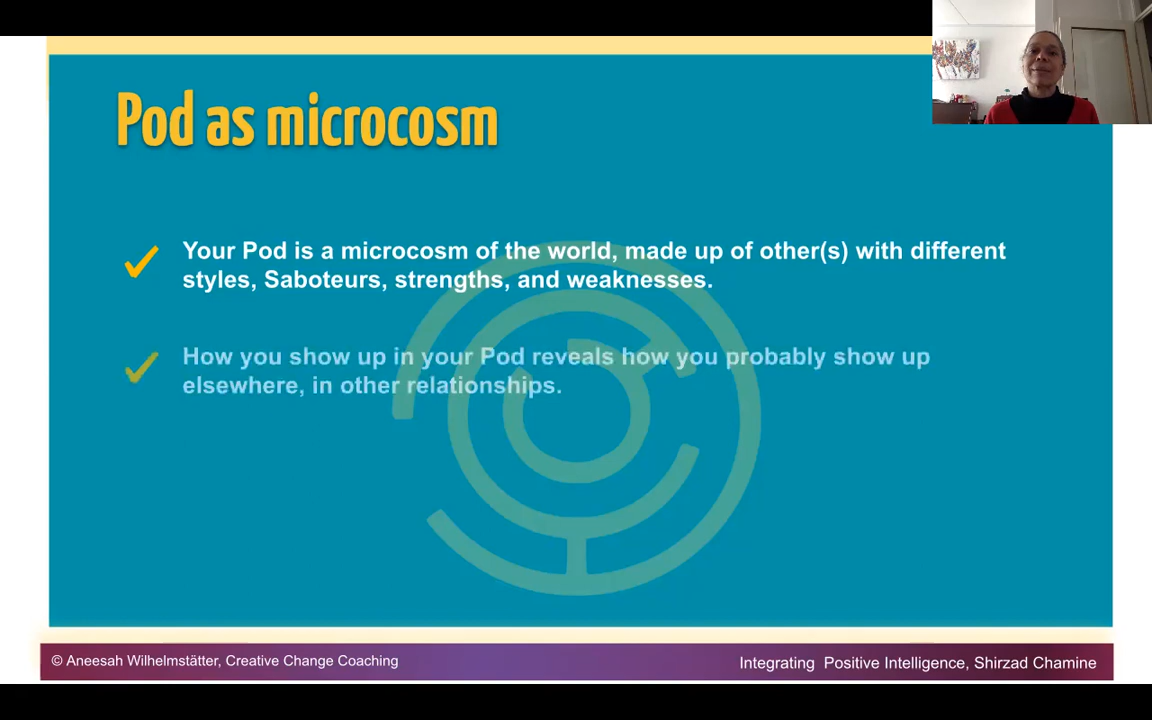 Pod as microcosm
Your Pod is a microcosm of the world, made up of other(s) with different
styles, Saboteurs, strengths, and weaknesses.
How you show up in your Pod reveals how you probably show up
elsewhere, in other relationships.
© Aneesah Wilhelmstätter, Creative Change Coaching
Integrating Positive Intelligence, Shirzad Chamine